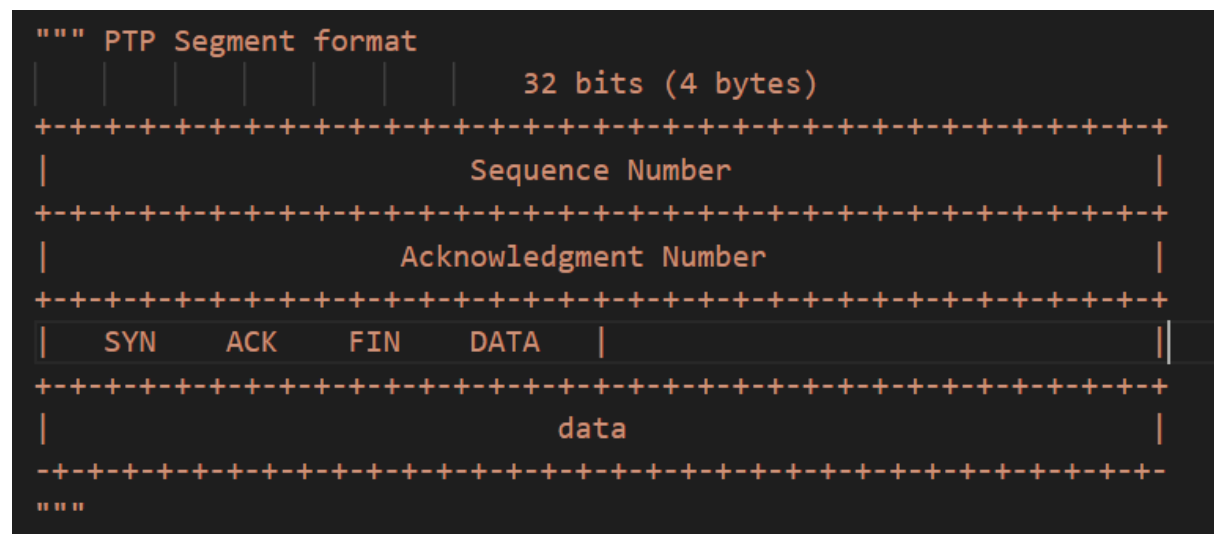 """ PTP Segment format
32 bits (4 bytes)
+-+-+-+-+-+-+-+-+-+-+-+-+-+-+-+-+-+-+-+-+-+-+-+-+-+-+-+-+-+-+-+-+
| Sequence Number |
+-+-+-+-+-+-+-+-+-+-+-+-+-+-+-+-+-+-+-+-+-+-+-+-+-+-+-+-+-+-+-+-+
| Acknowledgment Number |
+-+-+-+-+-+-+-+-+-+-+-+-+-+-+-+-+-+-+-+-+-+-+-+-+-+-+-+-+-+-+-+-+
| SYN ACK FIN DATA | |
+-+-+-+-+-+-+-+-+-+-+-+-+-+-+-+-+-+-+-+-+-+-+-+-+-+-+-+-+-+-+-+-+
| data |
-+-+-+-+-+-+-+-+-+-+-+-+-+-+-+-+-+-+-+-+-+-+-+-+-+-+-+-+-+-+-+-+-
"""